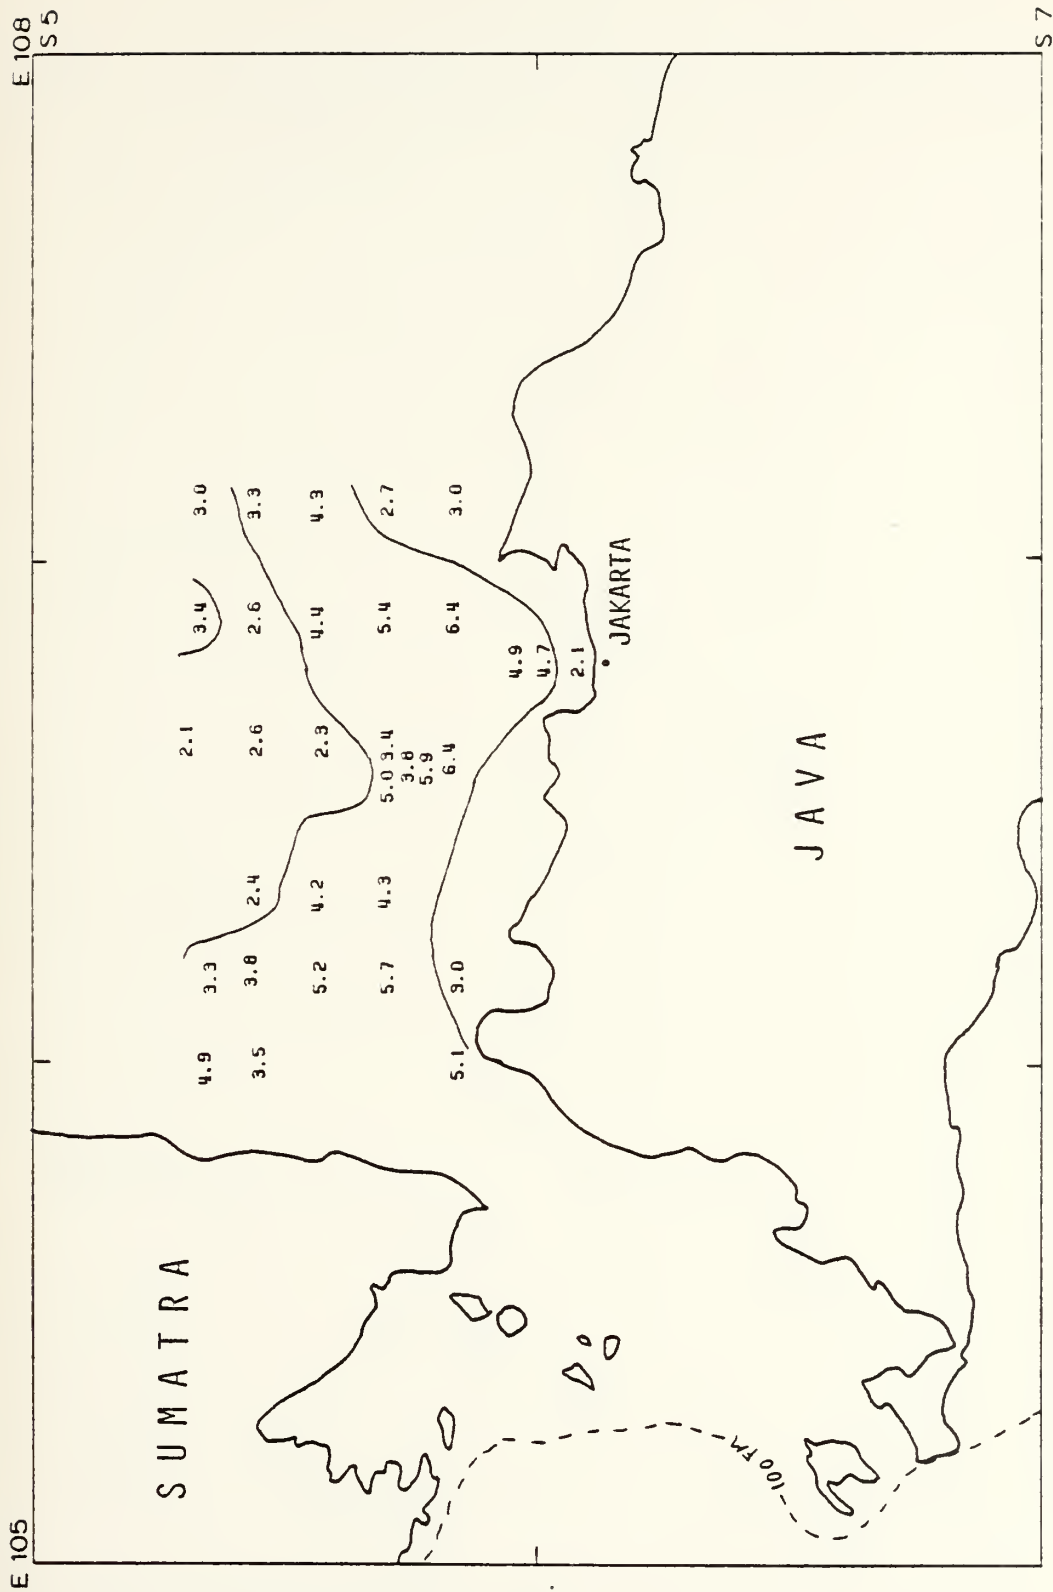 E 105
E 108
S 5
SUMATRA
4.9 3.3 2.1 3.4 3.0
3.5 3.8 2.4 2.6 2.6 3.3
5.2 4.2 2.3 4.4 4.3
5.7 4.3 5.0 3.4 5.4 2.7
3.8
5.9
5.1 3.0 6.4 6.4 3.0
4.9
4.7
2.1
JAKARTA
100 FM
JAVA
S 7